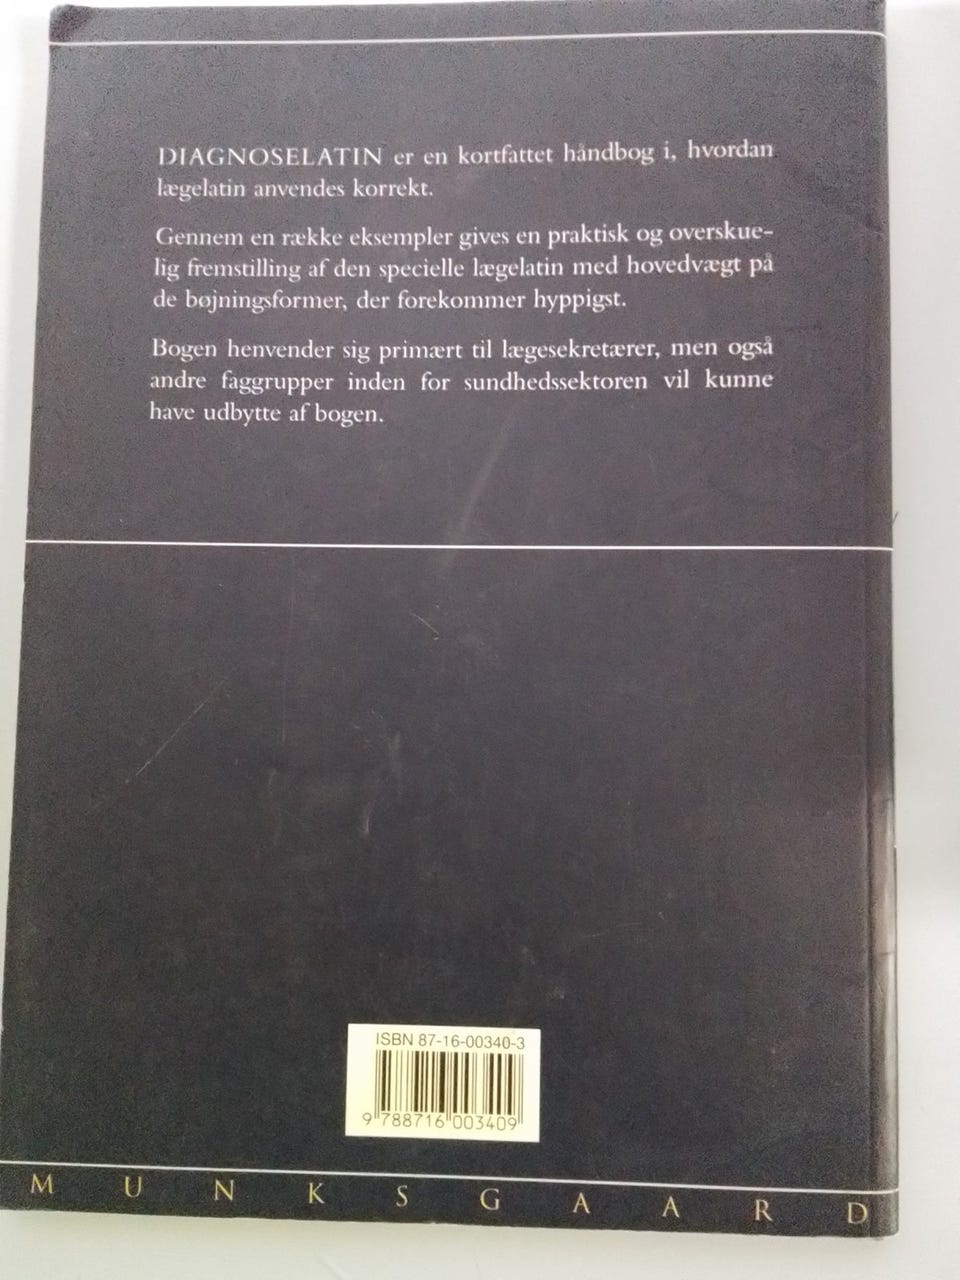 DIAGNOSELATIN er en kortfattet håndbog i, hvordan
lægelatin anvendes korrekt.
Gennem en række eksempler gives en praktisk og overskue-
lig fremstilling af den specielle lægelatin med hovedvægt på
de bøjningsformer, der forekommer hyppigst.
Bogen henvender sig primært til lægesekretærer, men også
andre faggrupper inden for sundhedssektoren vil kunne
have udbytte af bogen.
ISBN 87-16-00340-3
9 788716 003409
MUNKSGAARD